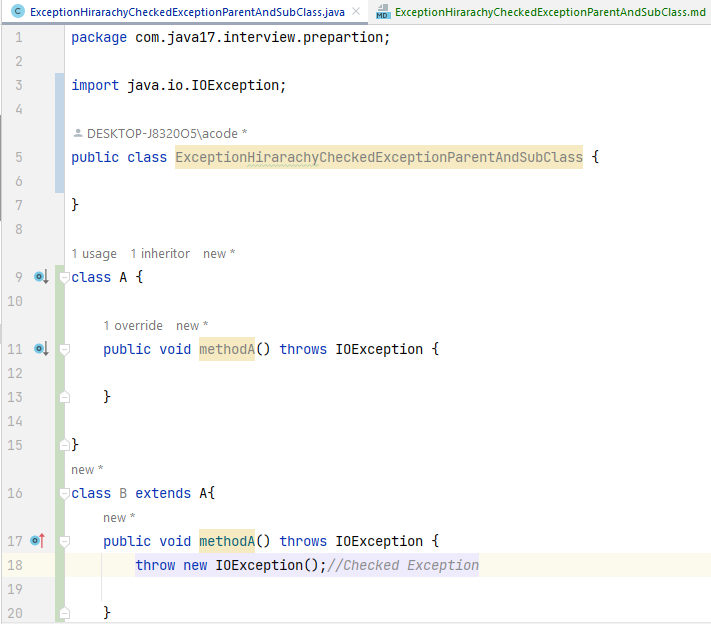 ExceptionHirarachyCheckedExceptionParentAndSubClass.java ExceptionHirarachyCheckedExceptionParentAndSubClass.md
1 package com.java17.interview.prepartion;
2
3 import java.io.IOException;
4
DESKTOP-J8320O5\acode *
5 public class ExceptionHirarachyCheckedExceptionParentAndSubClass {
6
7 }
8
1 usage 1 inheritor new *
9 class A {
10
1 override new *
11 public void methodA() throws IOException {
12
13 }
14
15 }
new *
16 class B extends A{
new *
17 public void methodA() throws IOException {
18 throw new IOException();//Checked Exception
19
20 }